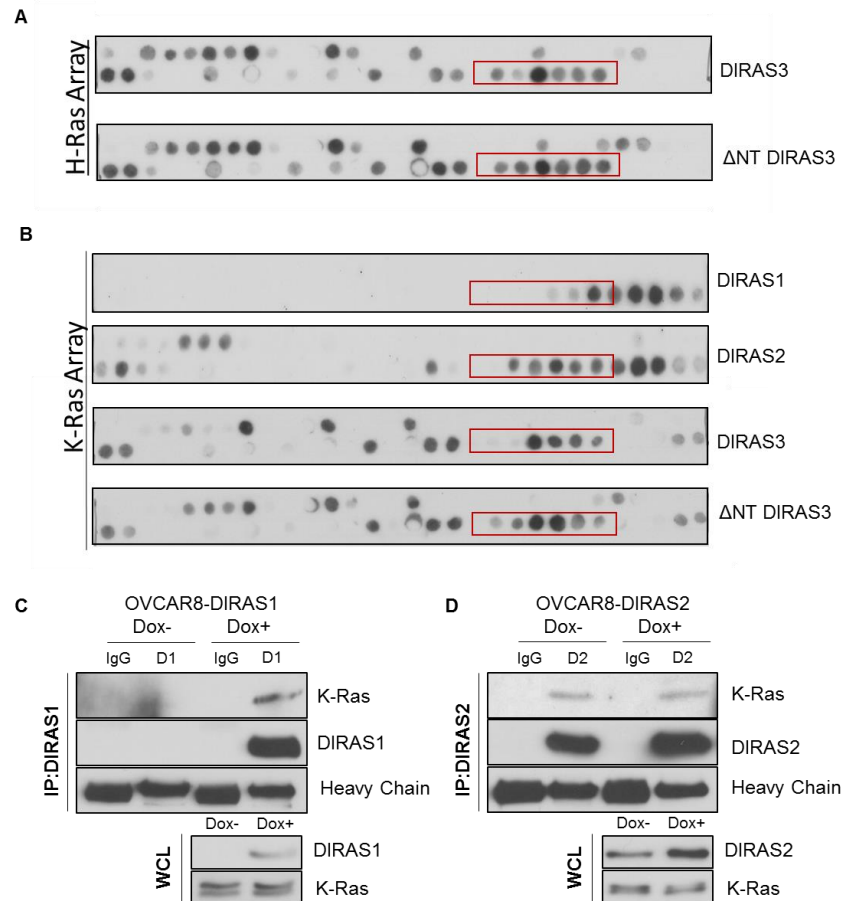 A
H-Ras Array
DIRAS3
ΔNT DIRAS3
B
K-Ras Array
DIRAS1
DIRAS2
DIRAS3
ΔNT DIRAS3
C
OVCAR8-DIRAS1
Dox- Dox+
IgG D1 IgG D1
IP:DIRAS1
K-Ras
DIRAS1
Heavy Chain
Dox- Dox+
WCL
DIRAS1
K-Ras
D
OVCAR8-DIRAS2
Dox- Dox+
IgG D2 IgG D2
IP:DIRAS2
K-Ras
DIRAS2
Heavy Chain
Dox- Dox+
WCL
DIRAS2
K-Ras